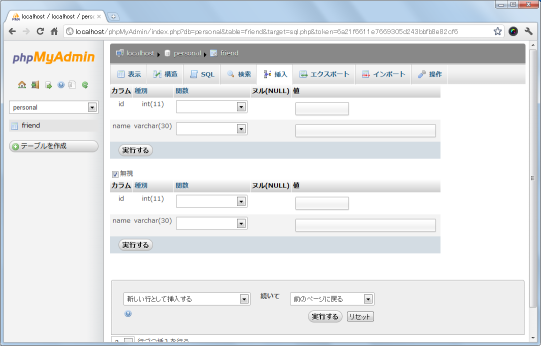 localhost / localhost / perso
localhost/phpMyAdmin/index.php?db=personal&table=friend&target=sql.php&token=
phpMyAdmin
localhost
personal
friend
表示
構造
SQL
検索
挿入
エクスポート
インポート
操作
personal
friend
テーブルを作成
カラム 種別 関数 ヌル(NULL) 値
id int(11)
name varchar(30)
実行する
無視
カラム 種別 関数 ヌル(NULL) 値
id int(11)
name varchar(30)
実行する
新しい行として挿入する 続いて 前のページに戻る
実行する リセット